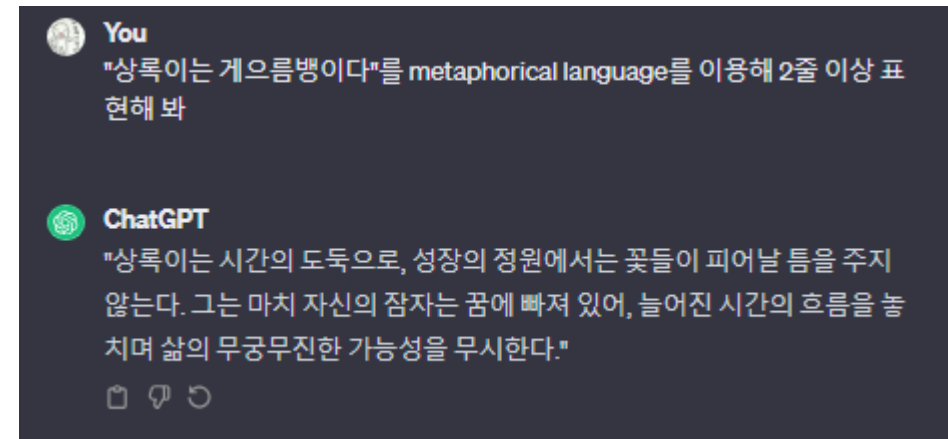 You
"상록이는 게으름뱅이다"를 metaphorical language를 이용해 2줄 이상 표
현해 봐
ChatGPT
"상록이는 시간의 도둑으로, 성장의 정원에서는 꽃들이 피어날 틈을 주지
않는다. 그는 마치 자신의 잠자는 꿈에 빠져 있어, 늘어진 시간의 흐름을 놓
치며 삶의 무궁무진한 가능성을 무시한다."